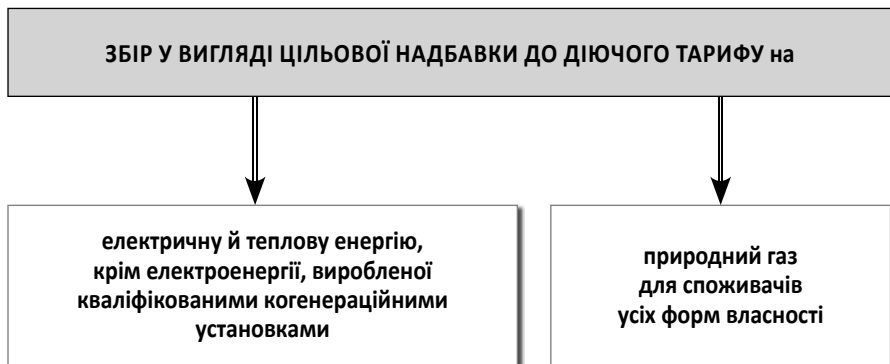 ЗБІР У ВИГЛЯДІ ЦІЛЬОВОЇ НАДБАВКИ ДО ДІЮЧОГО ТАРИФУ на
електричну й теплову енергію,
крім електроенергії, виробленої
кваліфікованими когенераційними
установками
природний газ
для споживачів
усіх форм власності